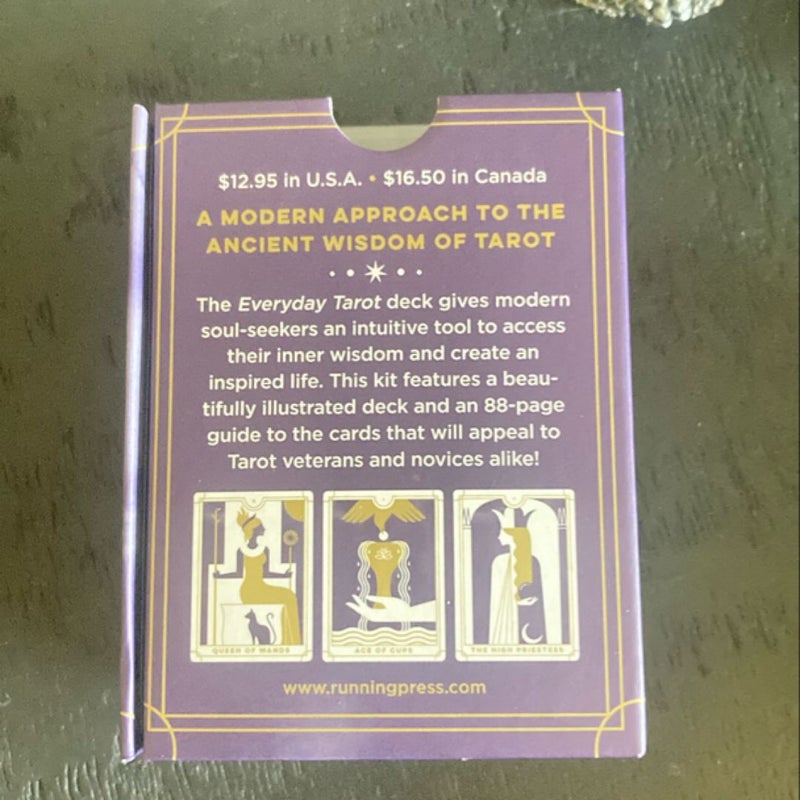 $12.95 in U.S.A. • $16.50 in Canada
A MODERN APPROACH TO THE
ANCIENT WISDOM OF TAROT
The Everyday Tarot deck gives modern
soul-seekers an intuitive tool to access
their inner wisdom and create an
inspired life. This kit features a beau-
tifully illustrated deck and an 88-page
guide to the cards that will appeal to
Tarot veterans and novices alike!
QUEEN OF WANDS
ACE OF CUPS
THE HIGH PRIESTESS
www.runningpress.com